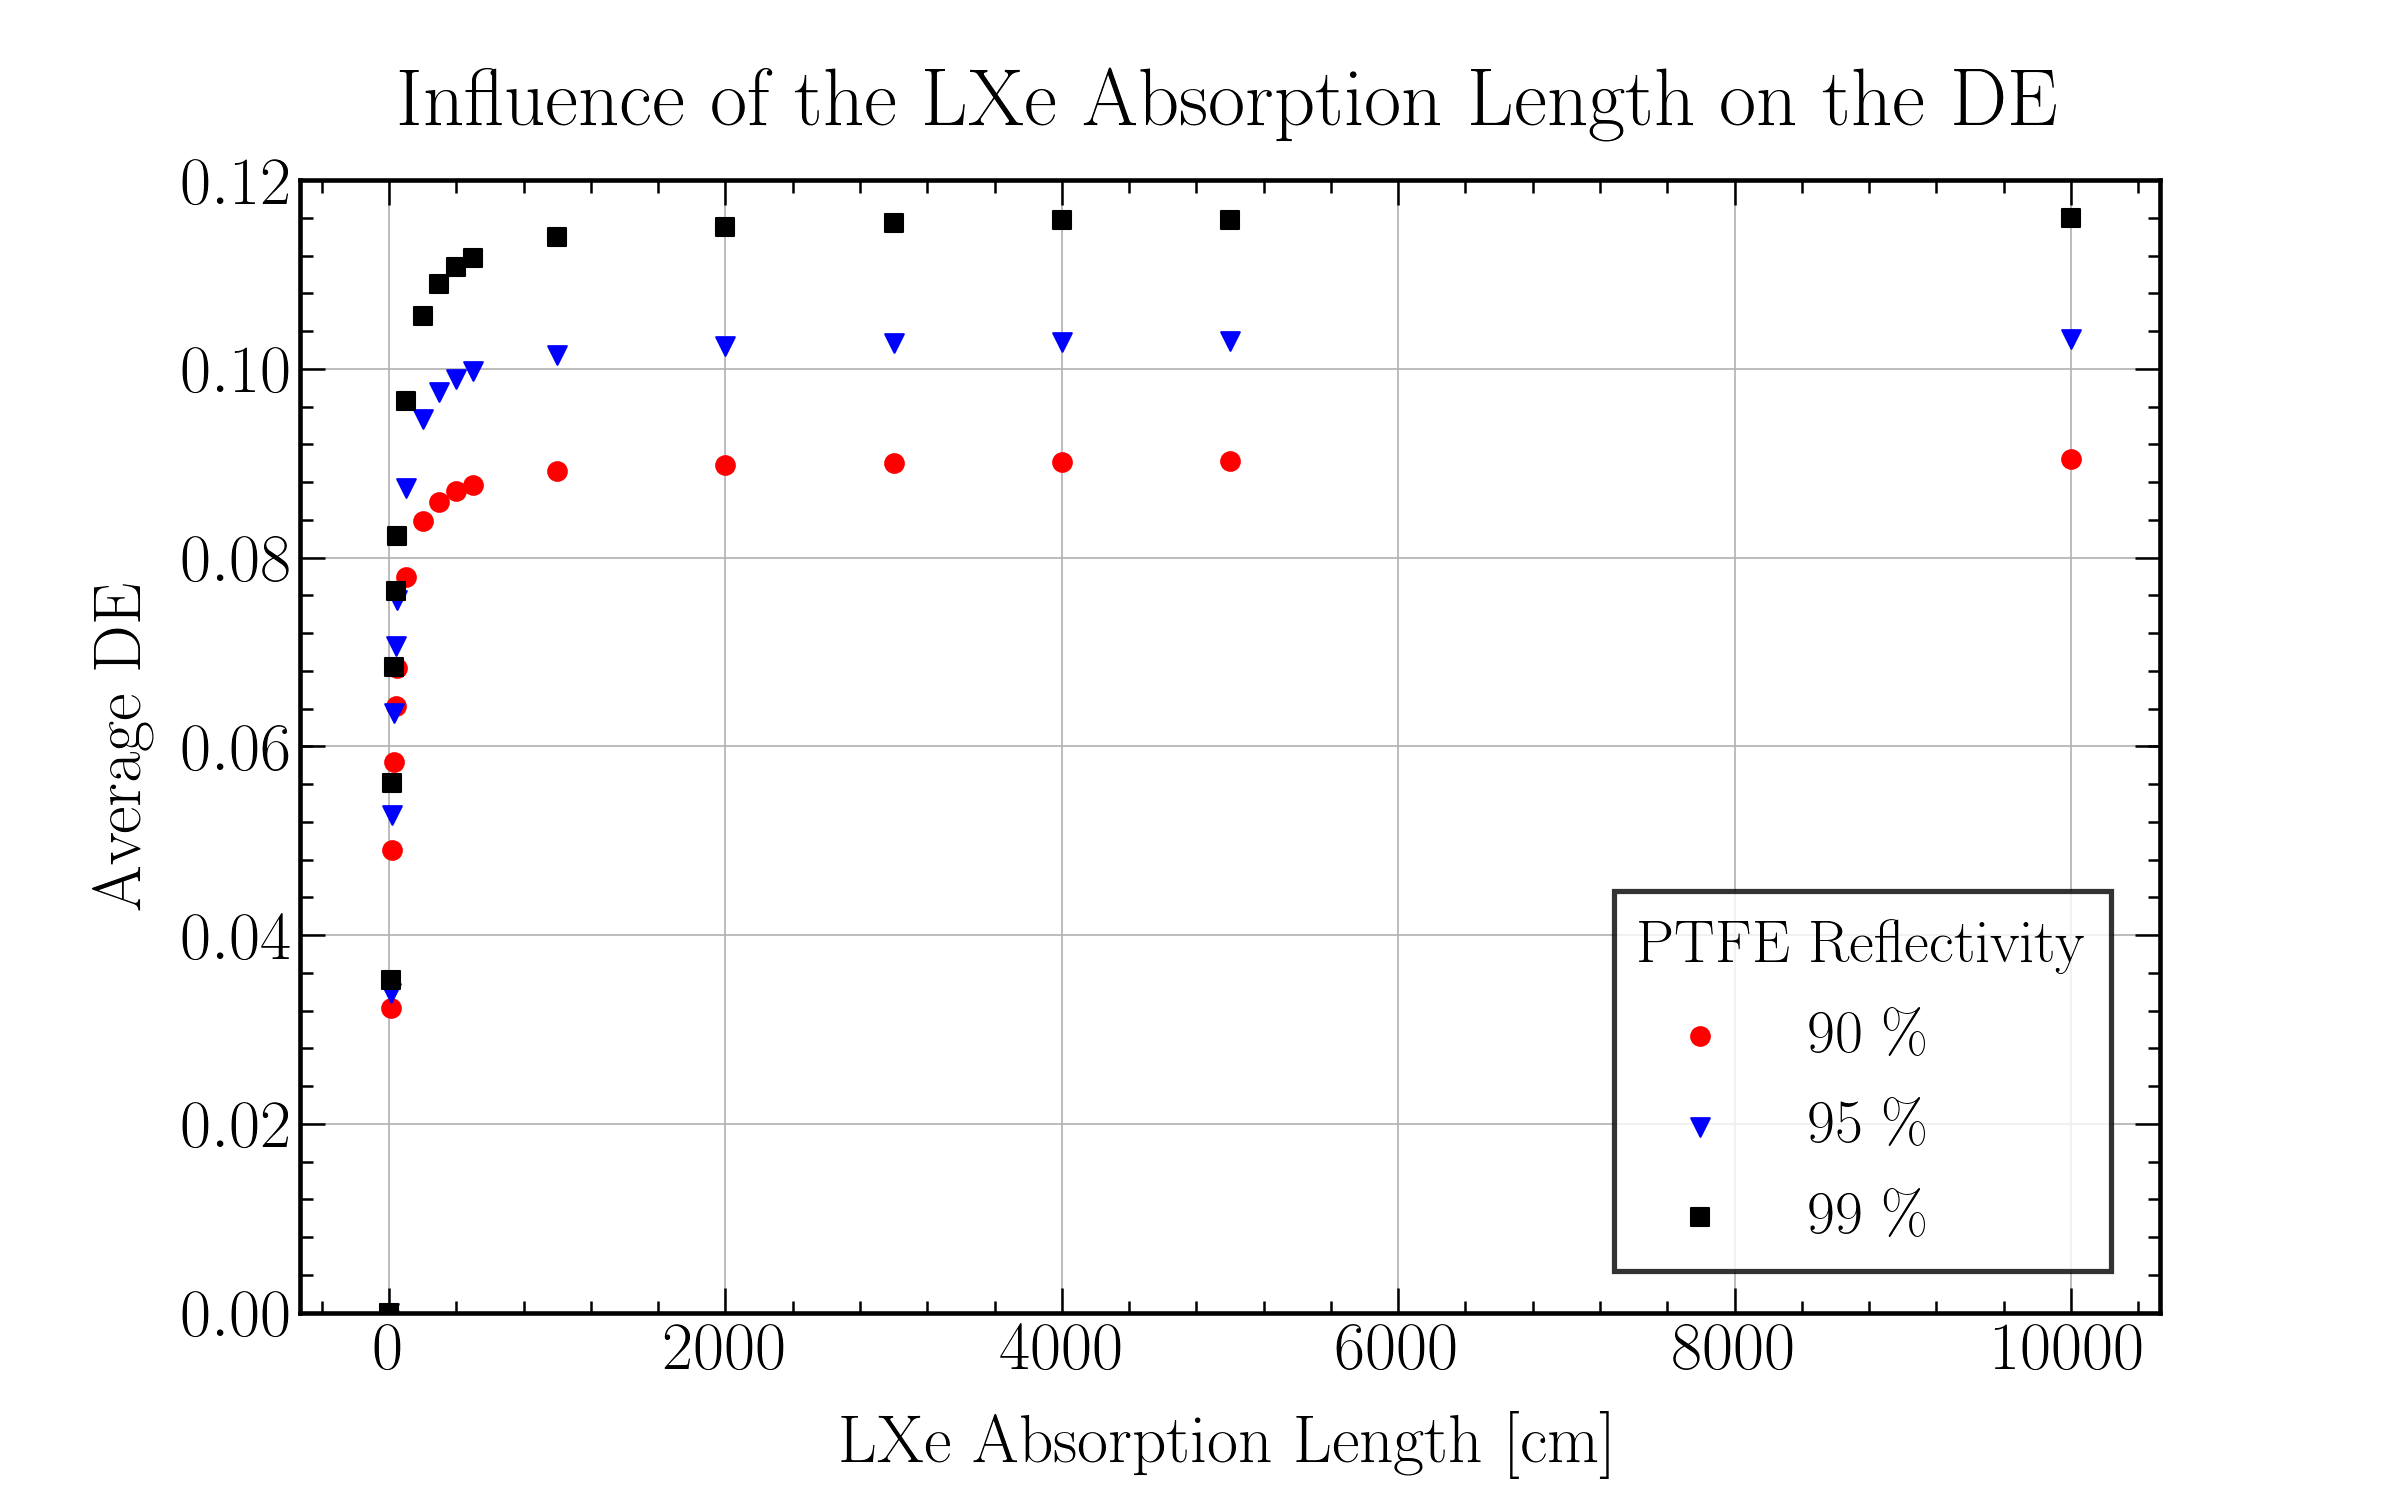 Influence of the LXe Absorption Length on the DE
0.12
0.10
0.08
0.06
0.04
0.02
0.00
Average DE
PTFE Reflectivity
90 %
95 %
99 %
0 2000 4000 6000 8000 10000
LXe Absorption Length [cm]